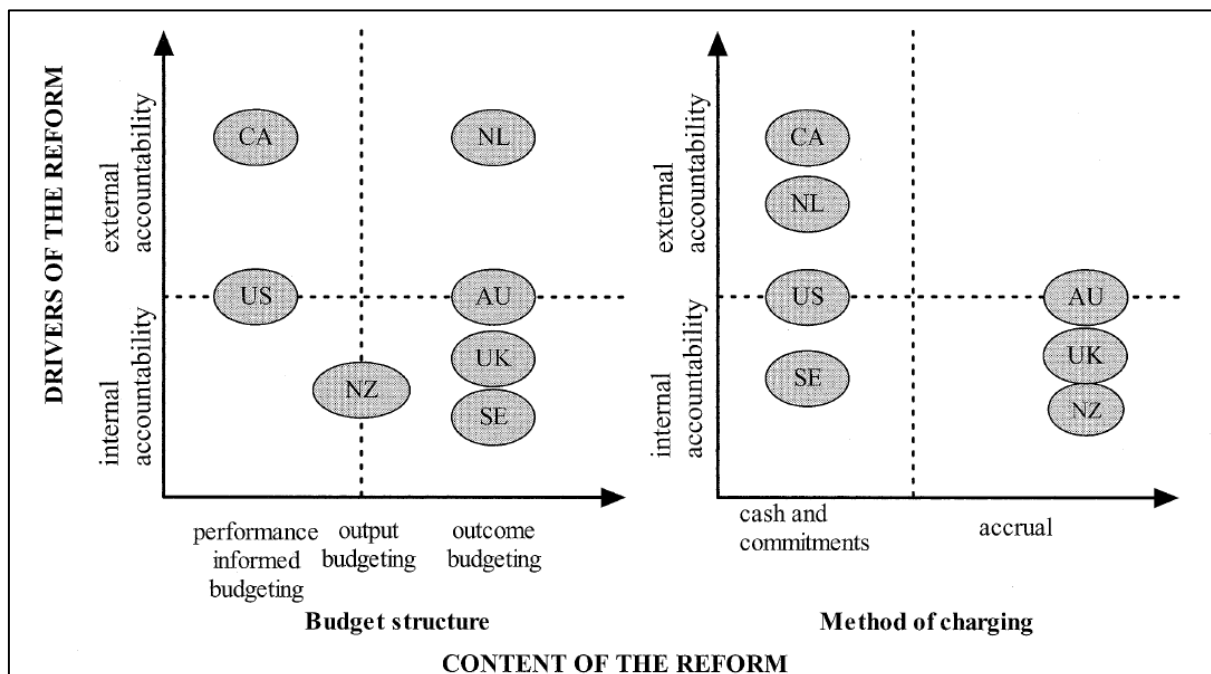 DRIVERS OF THE REFORM
external
accountability
internal
accountability
CA
NL
US
AU
UK
NZ
SE
performance
informed
budgeting
output
budgeting
outcome
budgeting
Budget structure
external
accountability
internal
accountability
CA
NL
US
AU
UK
SE
NZ
cash and
commitments
accrual
Method of charging
CONTENT OF THE REFORM